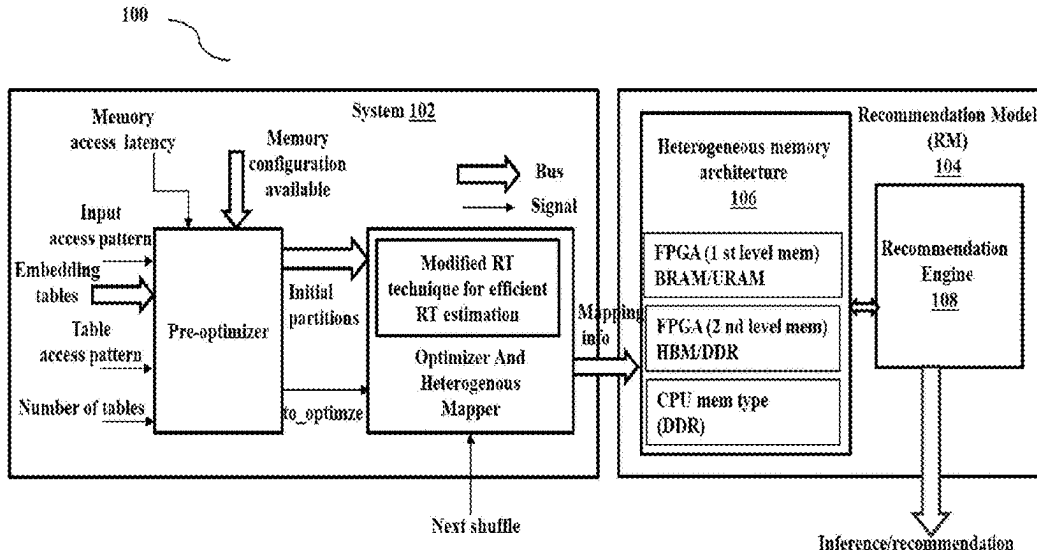 100
System 102
Memory
access latency
Memory
configuration
available
Bus
Signal
Input
access pattern
Embedding
tables
Table
access pattern
Number of tables
Pre-optimizer
Initial
partitions
to_optimze
Modified RT
technique for efficient
RT estimation
Optimizer And
Heterogenous
Mapper
Next shuffle
Mapping
info
Heterogeneous memory
architecture
106
FPGA (1 st level mem)
BRAM/URAM
FPGA (2 nd level mem)
HBM/DDR
CPU mem type
(DDR)
Recommendation Model
(RM)
104
Recommendation
Engine
108
Inference/recommendation